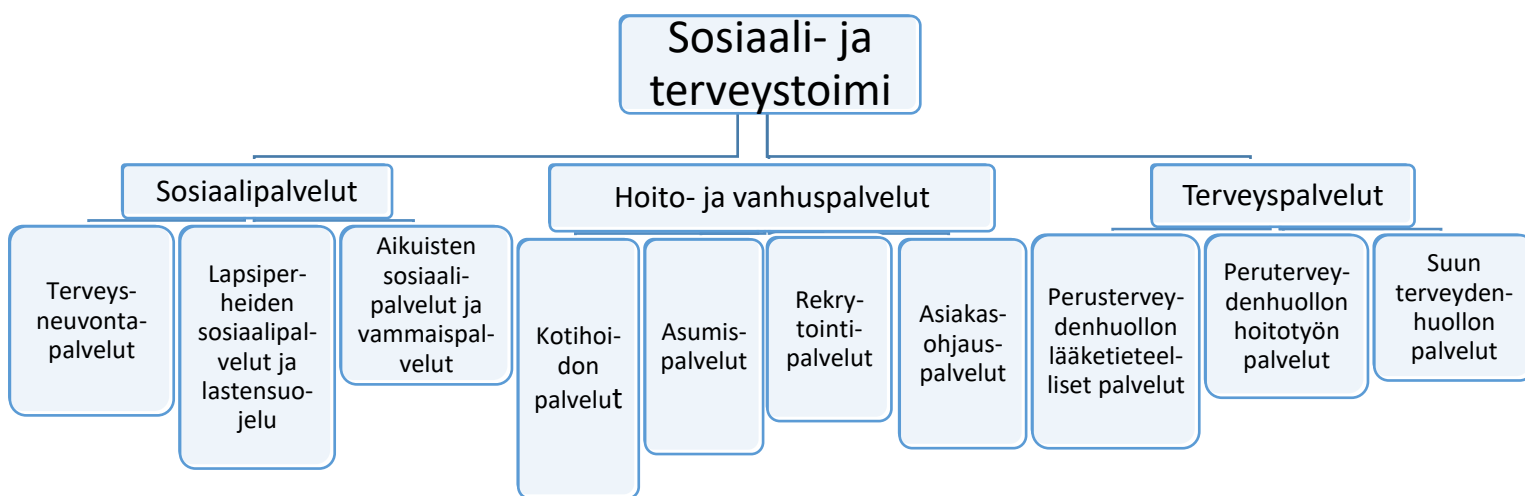 Sosiaali- ja
terveystoimi
Sosiaalipalvelut
Hoito- ja vanhuspalvelut
Terveyspalvelut
Terveys-
neuvonta-
palvelut
Lapsiper-
heiden
sosiaalipal-
velut ja
lastensuo-
jelu
Aikuisten
sosiaali-
palvelut ja
vammaispal-
velut
Kotihoi-
don
palvelut
Asumis-
palvelut
Rekry-
tointi-
palvelut
Asiakas-
ohjaus-
palvelut
Perustervey-
denhuollon
lääketieteel-
liset palvelut
Perutervey-
denhuollon
hoitotyön
palvelut
Suun
terveyden-
huollon
palvelut